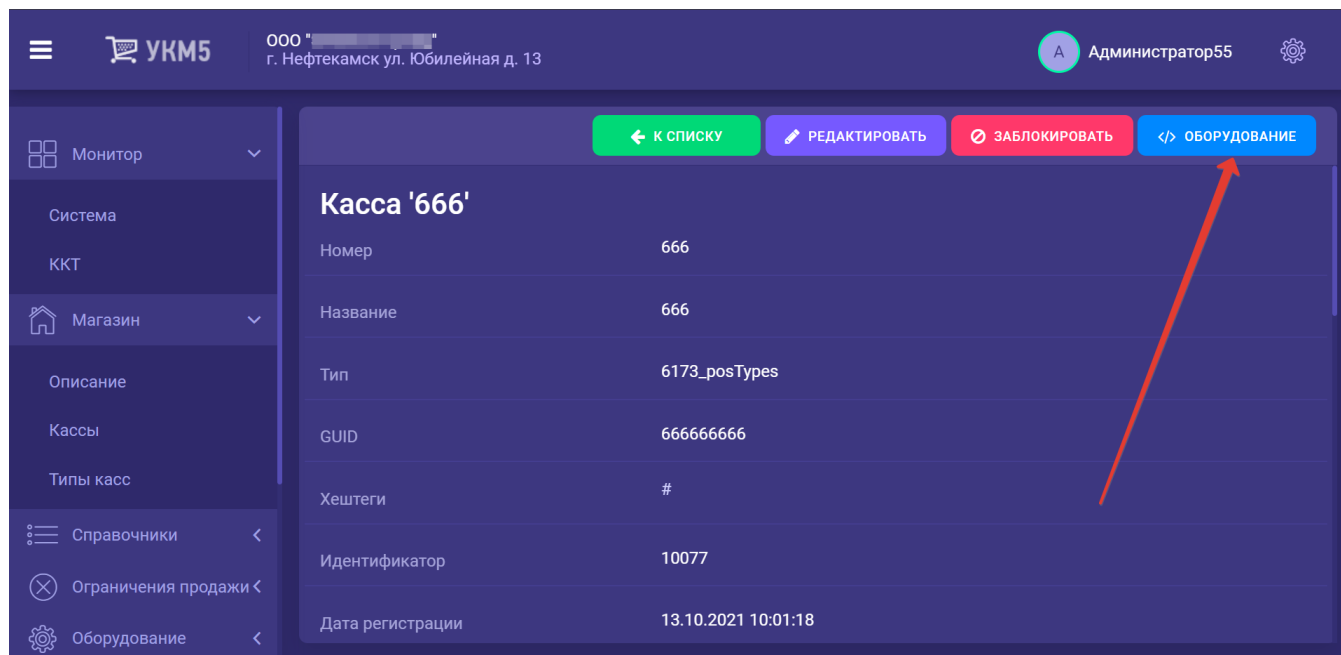 УКМ5
ООО "
"
г. Нефтекамск ул. Юбилейная д. 13
А
Администратор55
Монитор
Система
ККТ
Магазин
Описание
Кассы
Типы касс
Справочники
Ограничения продажи
Оборудование
К СПИСКУ
РЕДАКТИРОВАТЬ
ЗАБЛОКИРОВАТЬ
</> ОБОРУДОВАНИЕ
Касса '666'
Номер 666
Название 666
Тип 6173_posTypes
GUID 666666666
Хештеги #
Идентификатор 10077
Дата регистрации 13.10.2021 10:01:18